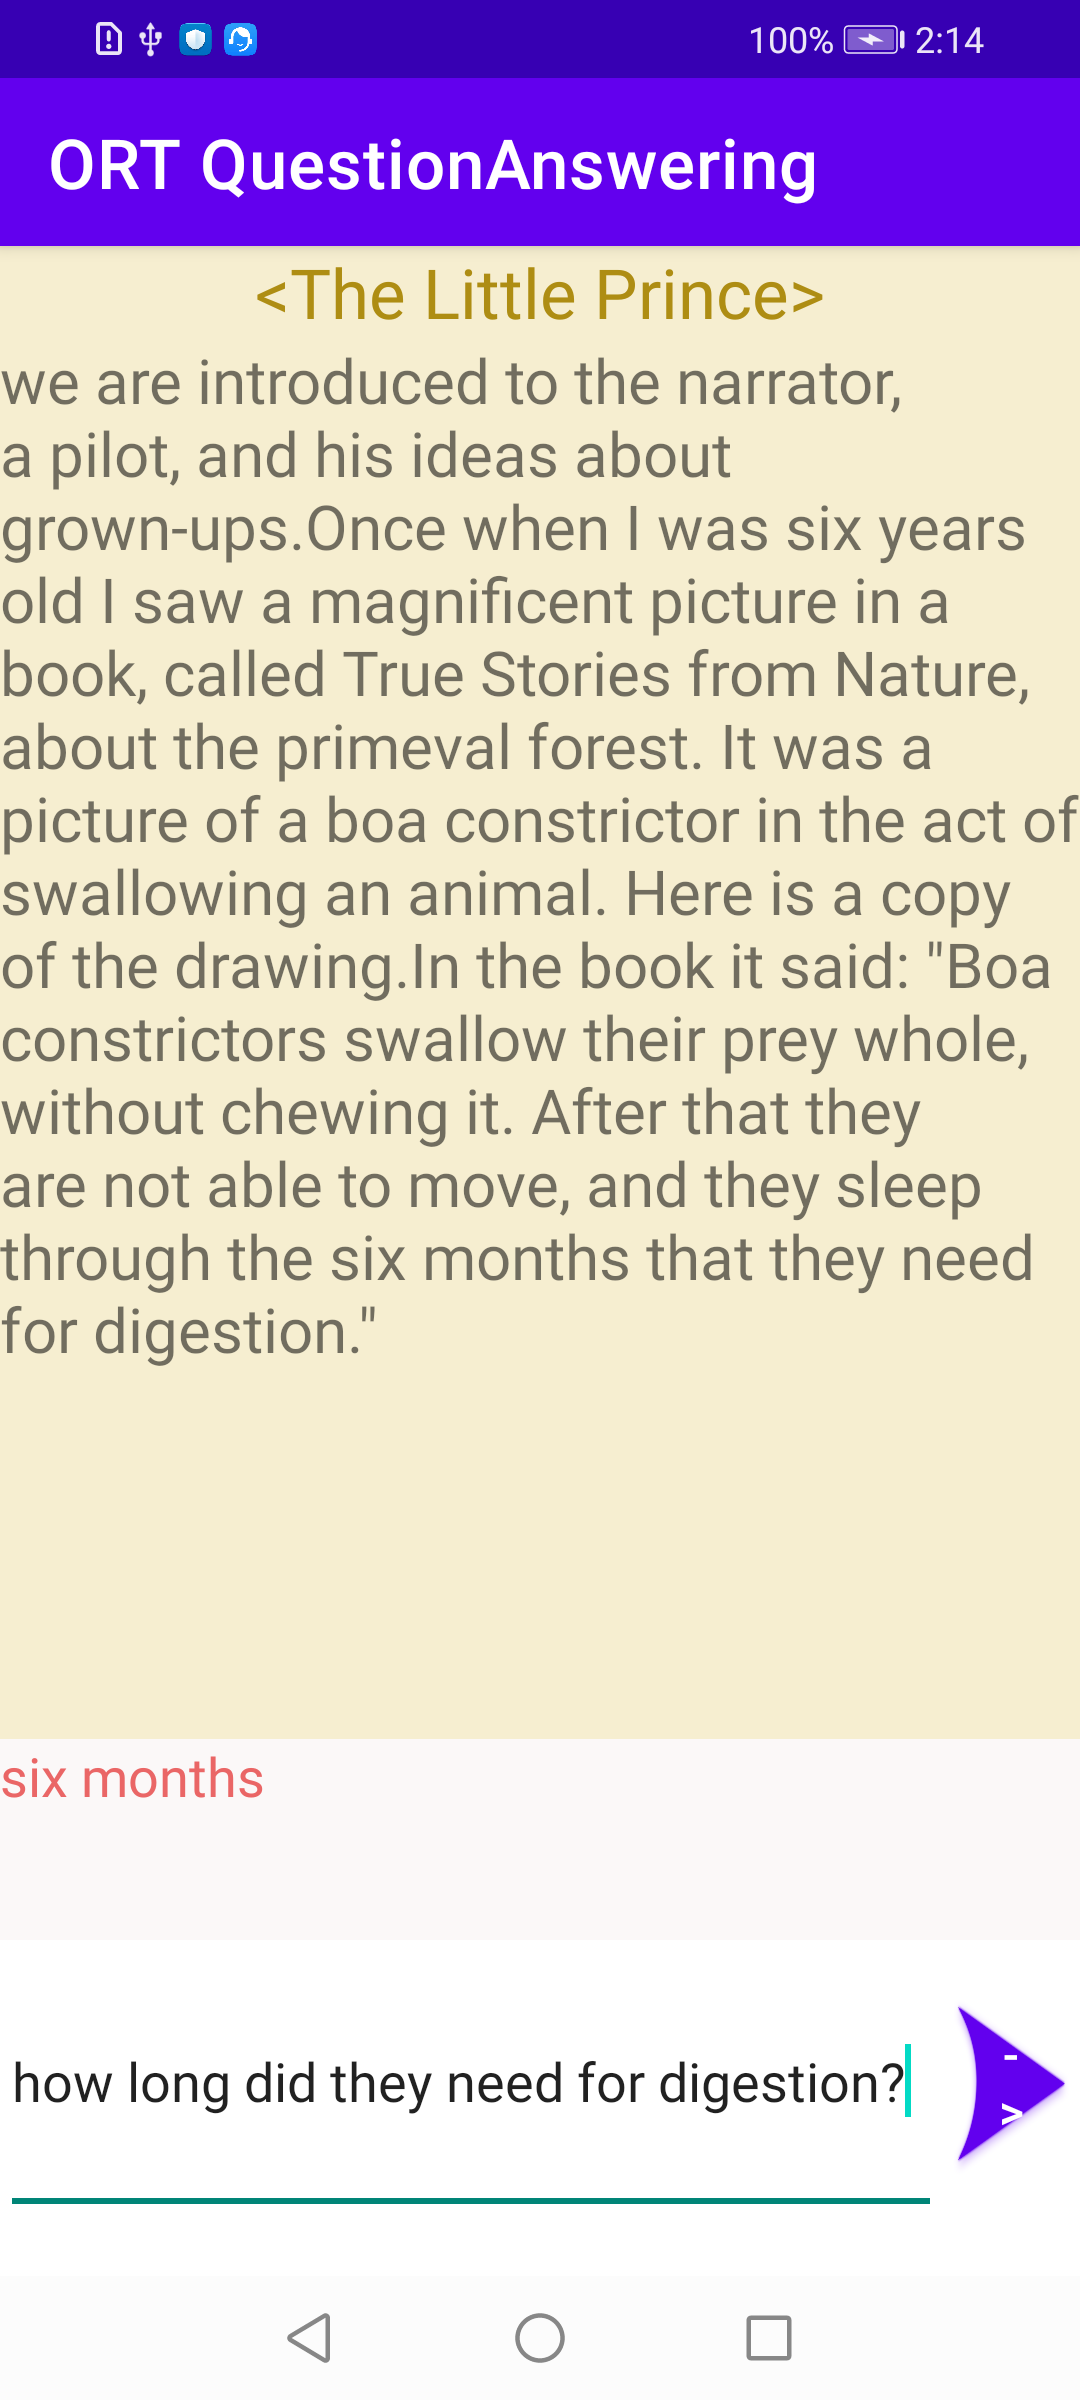 100% 2:14
ORT QuestionAnswering
<The Little Prince>
we are introduced to the narrator,
a pilot, and his ideas about
grown-ups.Once when I was six years
old I saw a magnificent picture in a
book, called True Stories from Nature,
about the primeval forest. It was a
picture of a boa constrictor in the act of
swallowing an animal. Here is a copy
of the drawing.In the book it said: "Boa
constrictors swallow their prey whole,
without chewing it. After that they
are not able to move, and they sleep
through the six months that they need
for digestion."
six months
how long did they need for digestion?
-
>